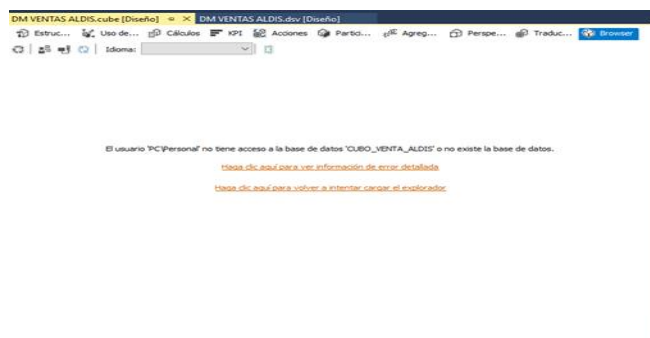 DM VENTAS ALDIS.cube [Diseño] DM VENTAS ALDIS.dsv [Diseño]
Estruc... Uso de... Cálculos KPI Acciones Partici... Agreg... Perspe... Traduc... Browser
Idioma:
El usuario 'PC\Personal' no tiene acceso a la base de datos 'CUBO_VENTA_ALDIS' o no existe la base de datos.
Haga clic aquí para ver información de error detallada
Haga clic aquí para volver a intentar cargar el explorador